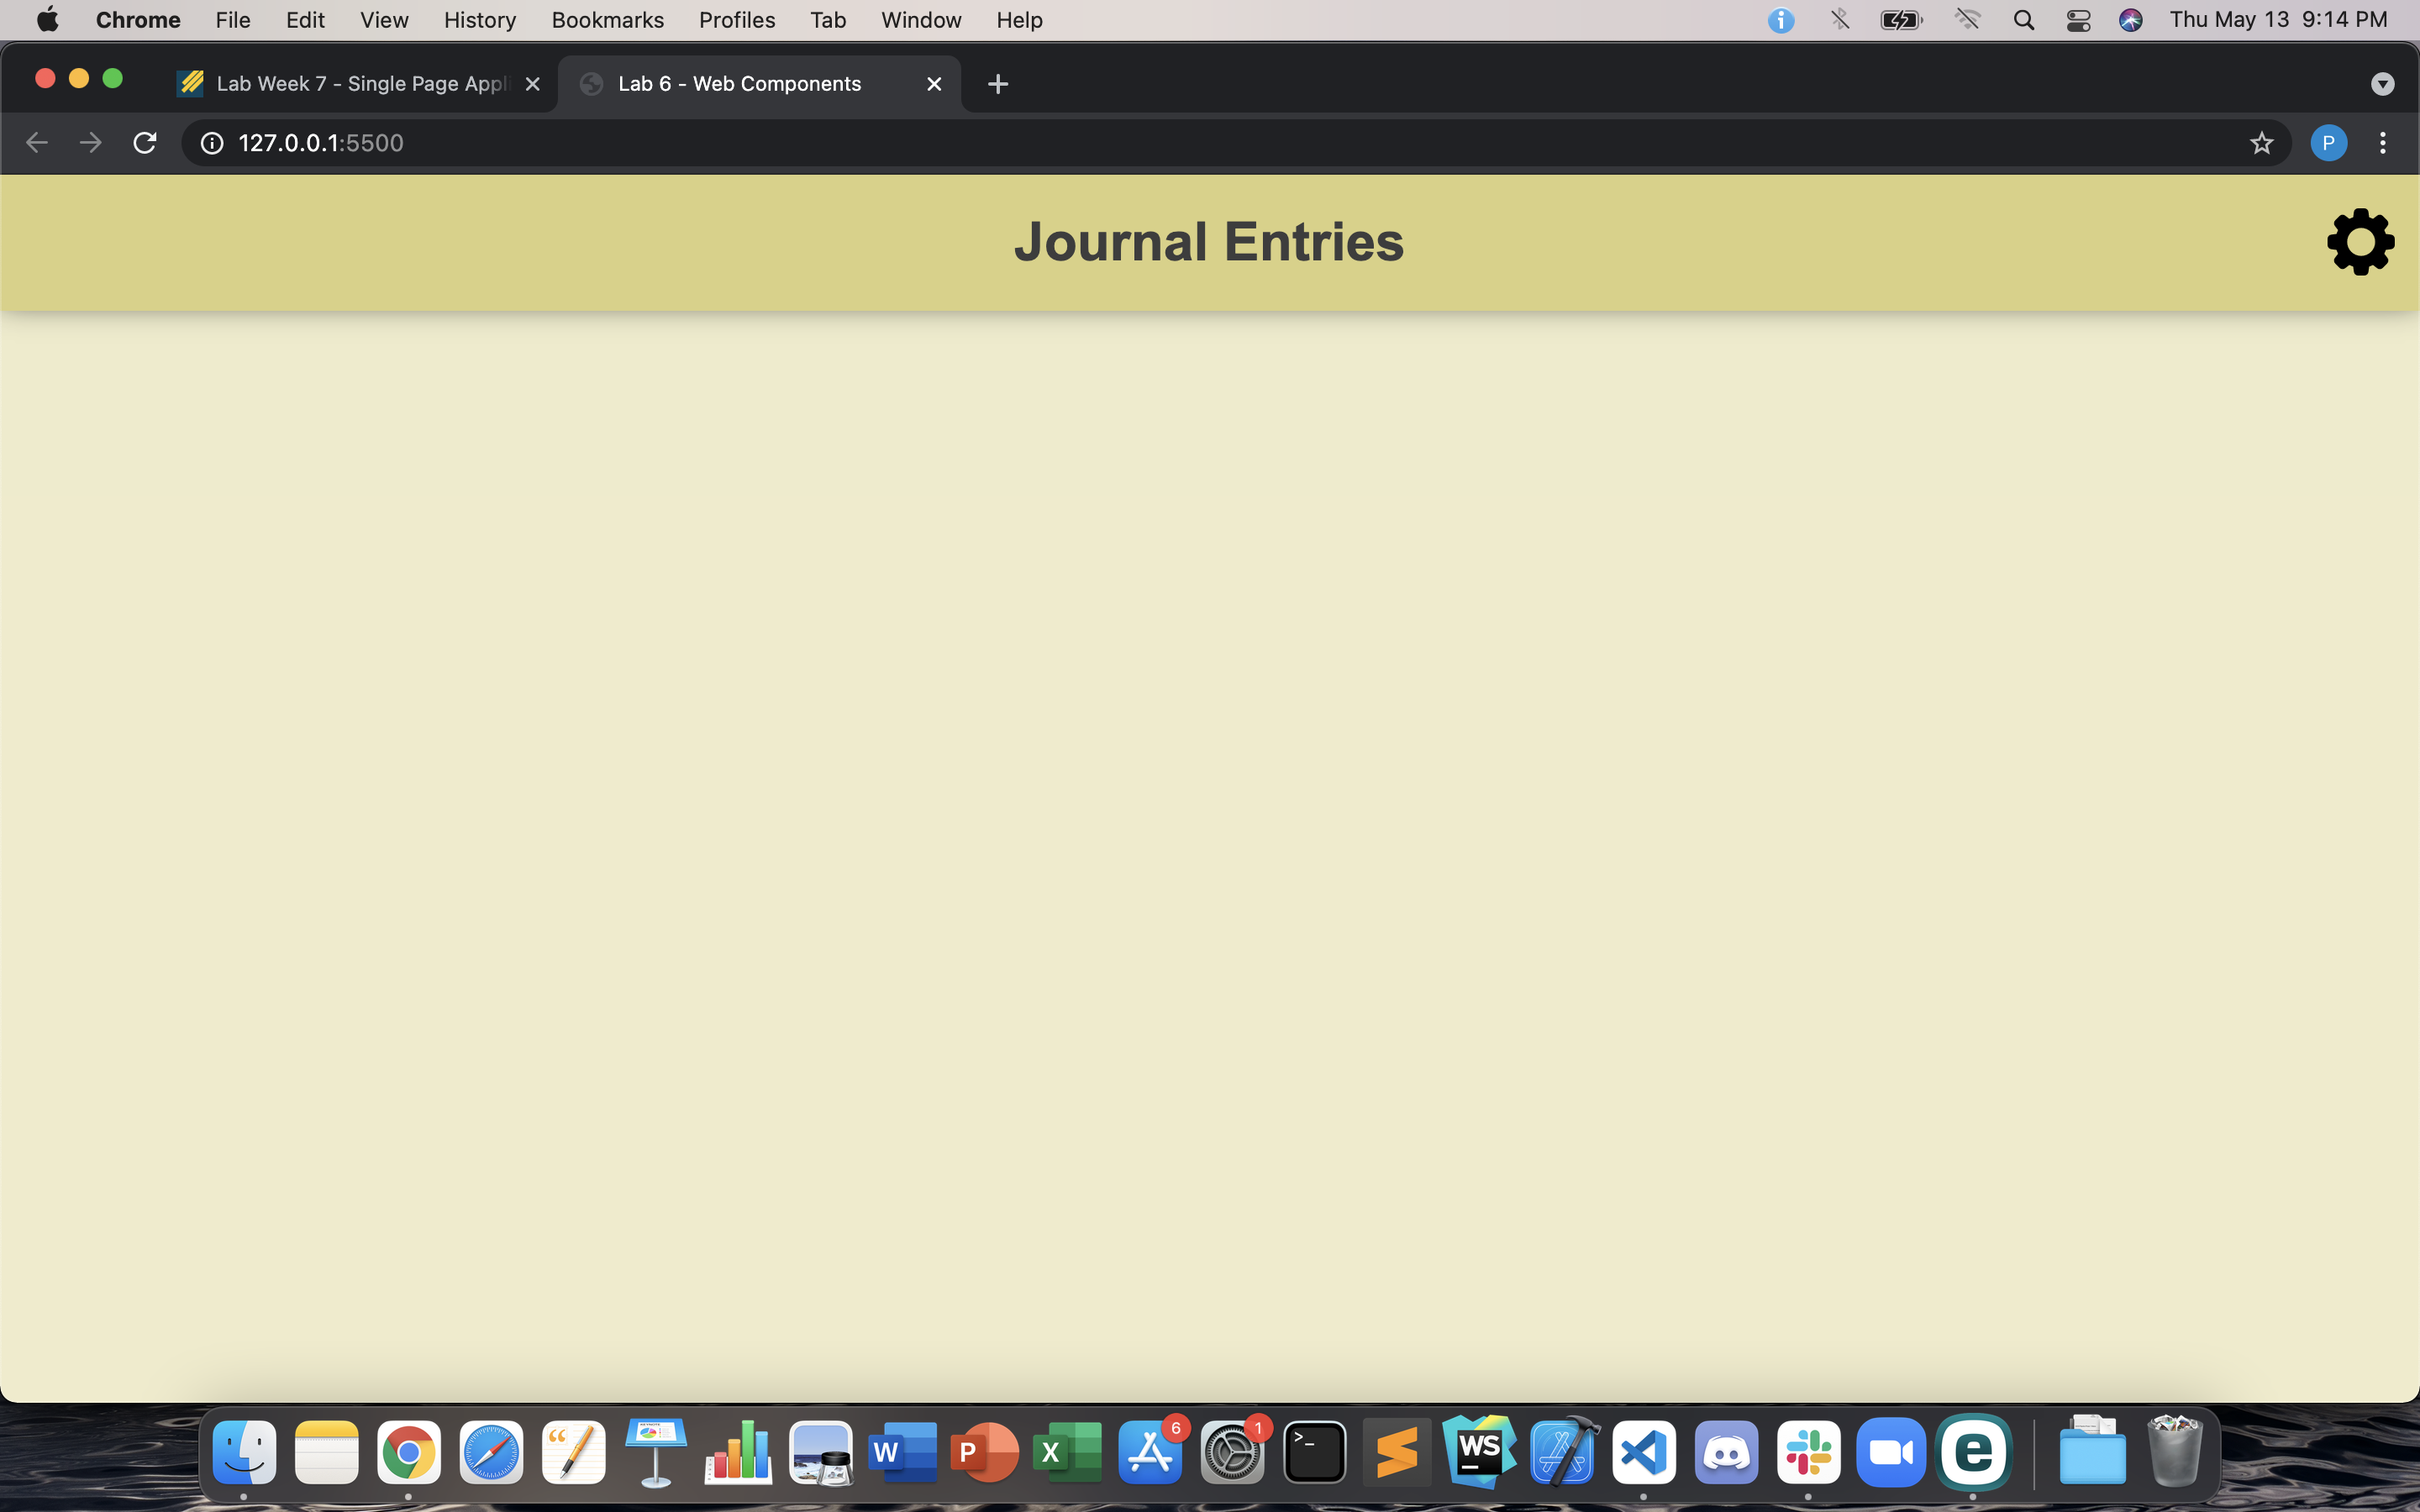 Chrome File Edit View History Bookmarks Profiles Tab Window Help Thu May 13 9:14 PM
Lab Week 7 - Single Page Appli Lab 6 - Web Components
127.0.0.1:5500 P
Journal Entries
W P X 6 1 >_ WS e